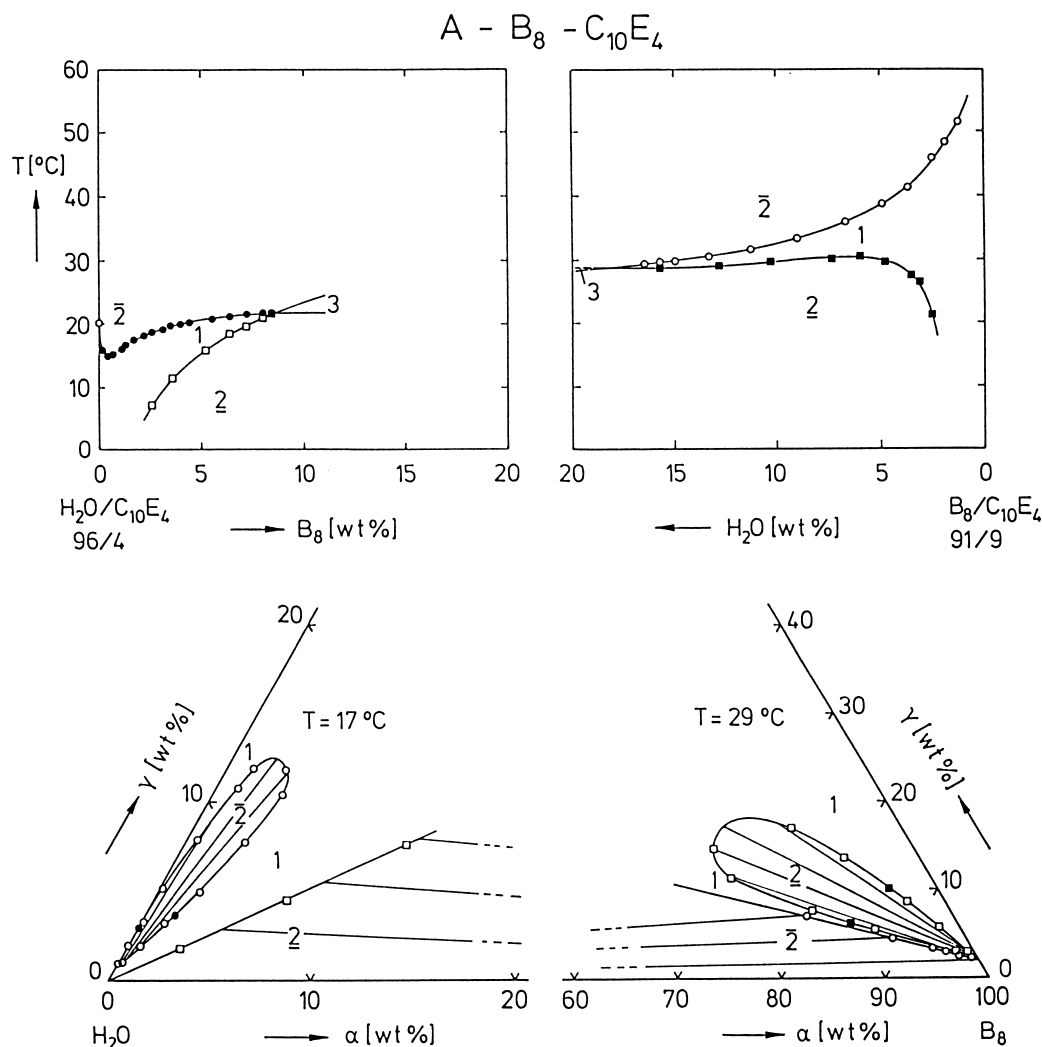 A – B₈ – C₁₀E₄
60
50
T [°C]
40
30
20
10
0
2̄
1
2̲
3
0 5 10 15 20
H₂O/C₁₀E₄
96/4
B₈ [wt %]
2̄
1
2̲
3
20 15 10 5 0
H₂O [wt %]
B₈/C₁₀E₄
91/9
20
γ [wt %]
T = 17 °C
1
10
2̄
1
2̲
0
0 10 20
H₂O
α [wt %]
40
T = 29 °C
30
γ [wt %]
1
20
2̲
1
10
2̄
0
60 70 80 90 100
α [wt %]
B₈